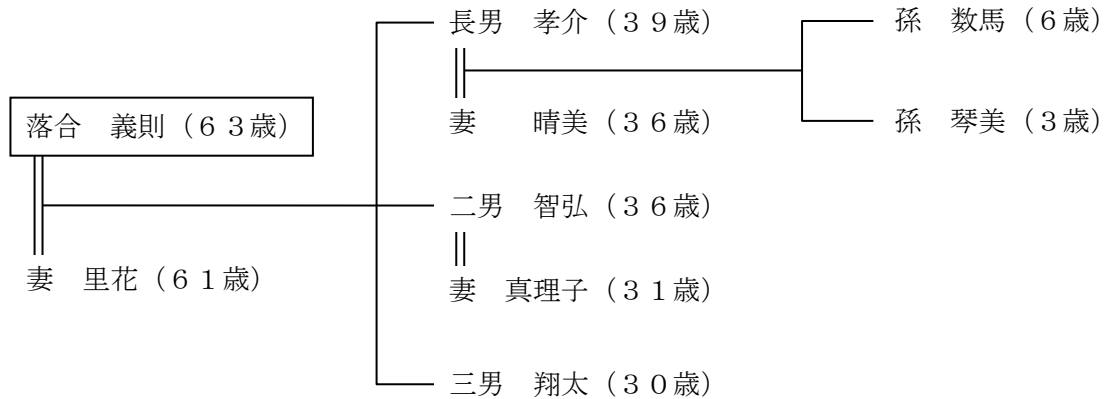 長男　孝介（３９歳）
孫　数馬（６歳）
落合　義則（６３歳）
妻　　晴美（３６歳）
孫　琴美（３歳）
二男　智弘（３６歳）
妻　里花（６１歳）
妻　真理子（３１歳）
三男　翔太（３０歳）